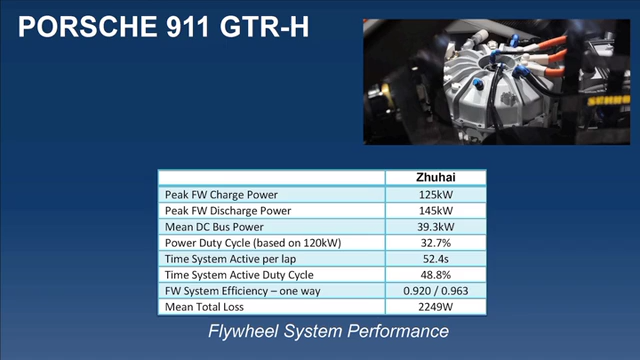 PORSCHE 911 GTR-H
Zhuhai
Peak FW Charge Power 125kW
Peak FW Discharge Power 145kW
Mean DC Bus Power 39.3kW
Power Duty Cycle (based on 120kW) 32.7%
Time System Active per lap 52.4s
Time System Active Duty Cycle 48.8%
FW System Efficiency – one way 0.920 / 0.963
Mean Total Loss 2249W
Flywheel System Performance